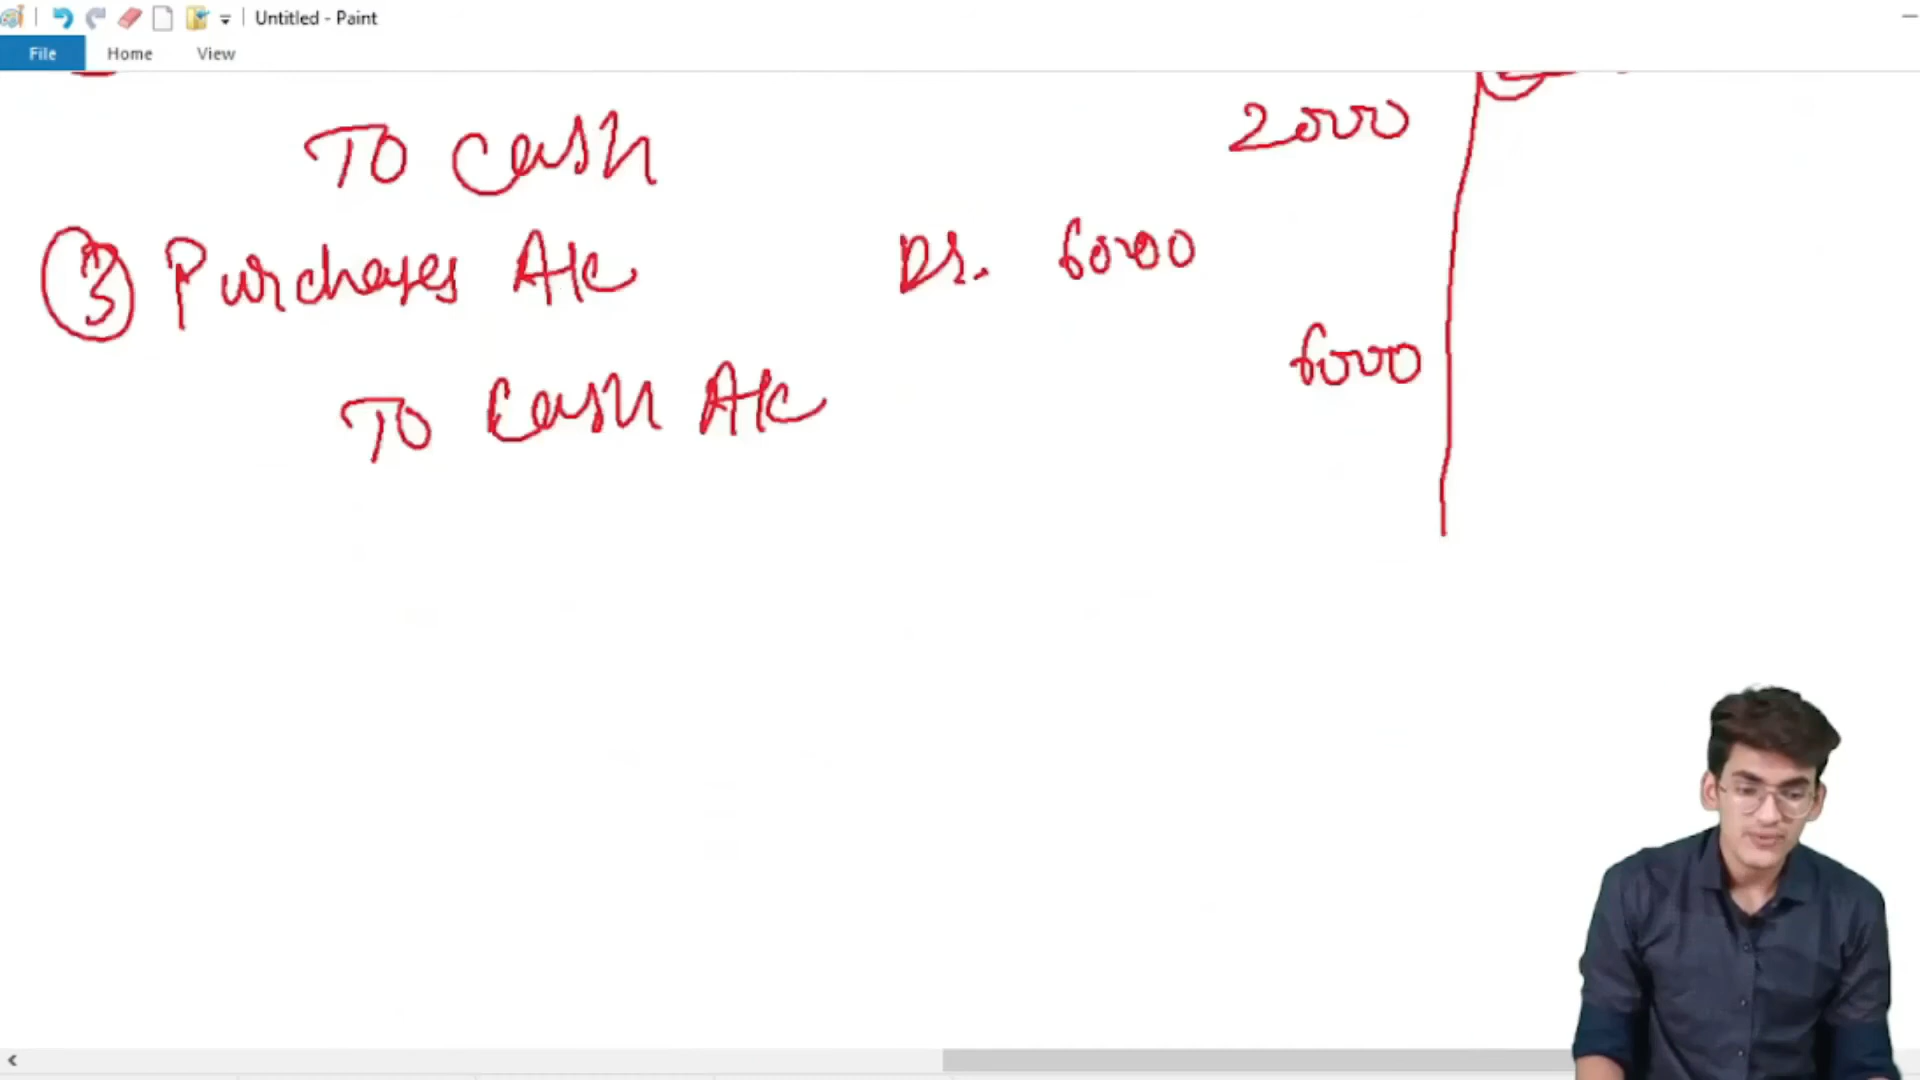 Untitled - Paint
File Home View
To Cash 2000
③ Purchases A/c Dr. 6000
To Cash A/c 6000